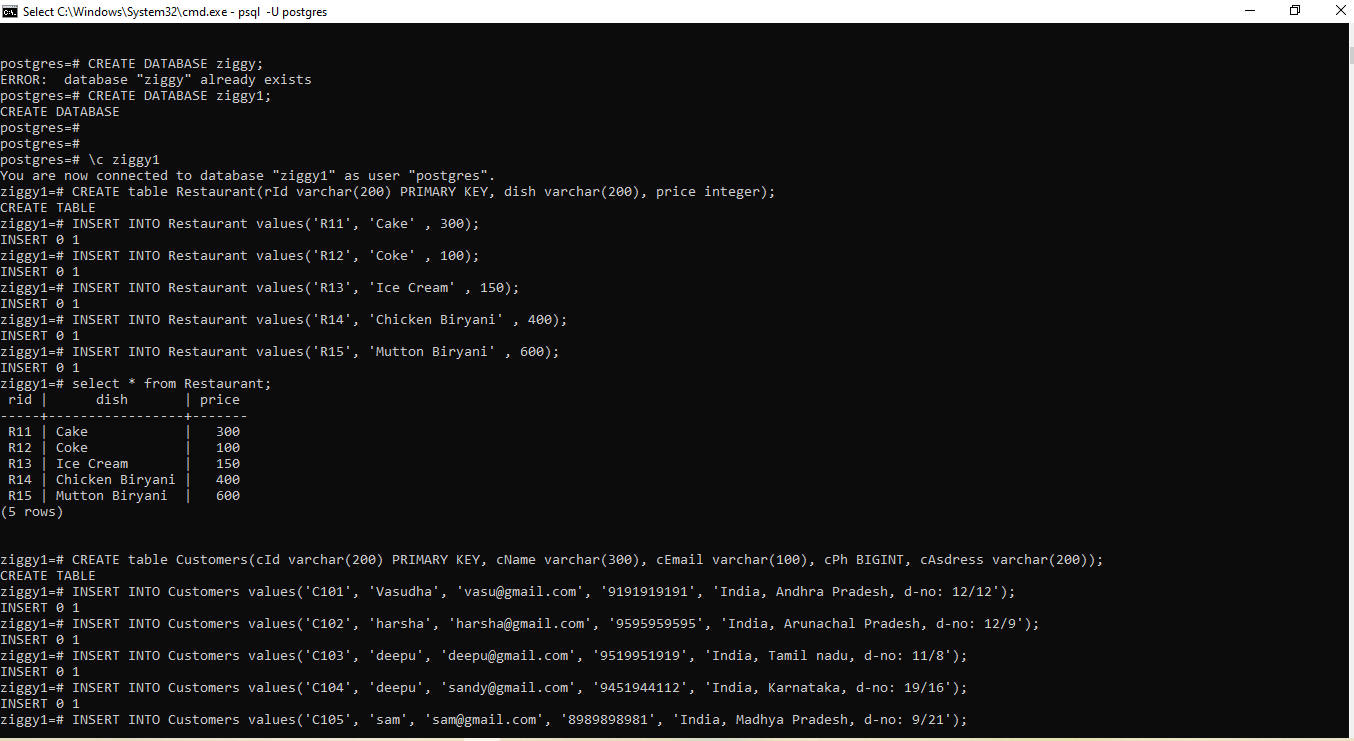 Select C:\Windows\System32\cmd.exe - psql  -U postgres
postgres=# CREATE DATABASE ziggy;
ERROR:  database "ziggy" already exists
postgres=# CREATE DATABASE ziggy1;
CREATE DATABASE
postgres=#
postgres=#
postgres=# \c ziggy1
You are now connected to database "ziggy1" as user "postgres".
ziggy1=# CREATE table Restaurant(rId varchar(200) PRIMARY KEY, dish varchar(200), price integer);
CREATE TABLE
ziggy1=# INSERT INTO Restaurant values('R11', 'Cake' , 300);
INSERT 0 1
ziggy1=# INSERT INTO Restaurant values('R12', 'Coke' , 100);
INSERT 0 1
ziggy1=# INSERT INTO Restaurant values('R13', 'Ice Cream' , 150);
INSERT 0 1
ziggy1=# INSERT INTO Restaurant values('R14', 'Chicken Biryani' , 400);
INSERT 0 1
ziggy1=# INSERT INTO Restaurant values('R15', 'Mutton Biryani' , 600);
INSERT 0 1
ziggy1=# select * from Restaurant;
 rid |      dish       | price
-----+-----------------+-------
 R11 | Cake            |   300
 R12 | Coke            |   100
 R13 | Ice Cream       |   150
 R14 | Chicken Biryani |   400
 R15 | Mutton Biryani  |   600
(5 rows)
ziggy1=# CREATE table Customers(cId varchar(200) PRIMARY KEY, cName varchar(300), cEmail varchar(100), cPh BIGINT, cAsdress varchar(200));
CREATE TABLE
ziggy1=# INSERT INTO Customers values('C101', 'Vasudha', 'vasu@gmail.com', '9191919191', 'India, Andhra Pradesh, d-no: 12/12');
INSERT 0 1
ziggy1=# INSERT INTO Customers values('C102', 'harsha', 'harsha@gmail.com', '9595959595', 'India, Arunachal Pradesh, d-no: 12/9');
INSERT 0 1
ziggy1=# INSERT INTO Customers values('C103', 'deepu', 'deepu@gmail.com', '9519951919', 'India, Tamil nadu, d-no: 11/8');
INSERT 0 1
ziggy1=# INSERT INTO Customers values('C104', 'deepu', 'sandy@gmail.com', '9451944112', 'India, Karnataka, d-no: 19/16');
INSERT 0 1
ziggy1=# INSERT INTO Customers values('C105', 'sam', 'sam@gmail.com', '8989898981', 'India, Madhya Pradesh, d-no: 9/21');